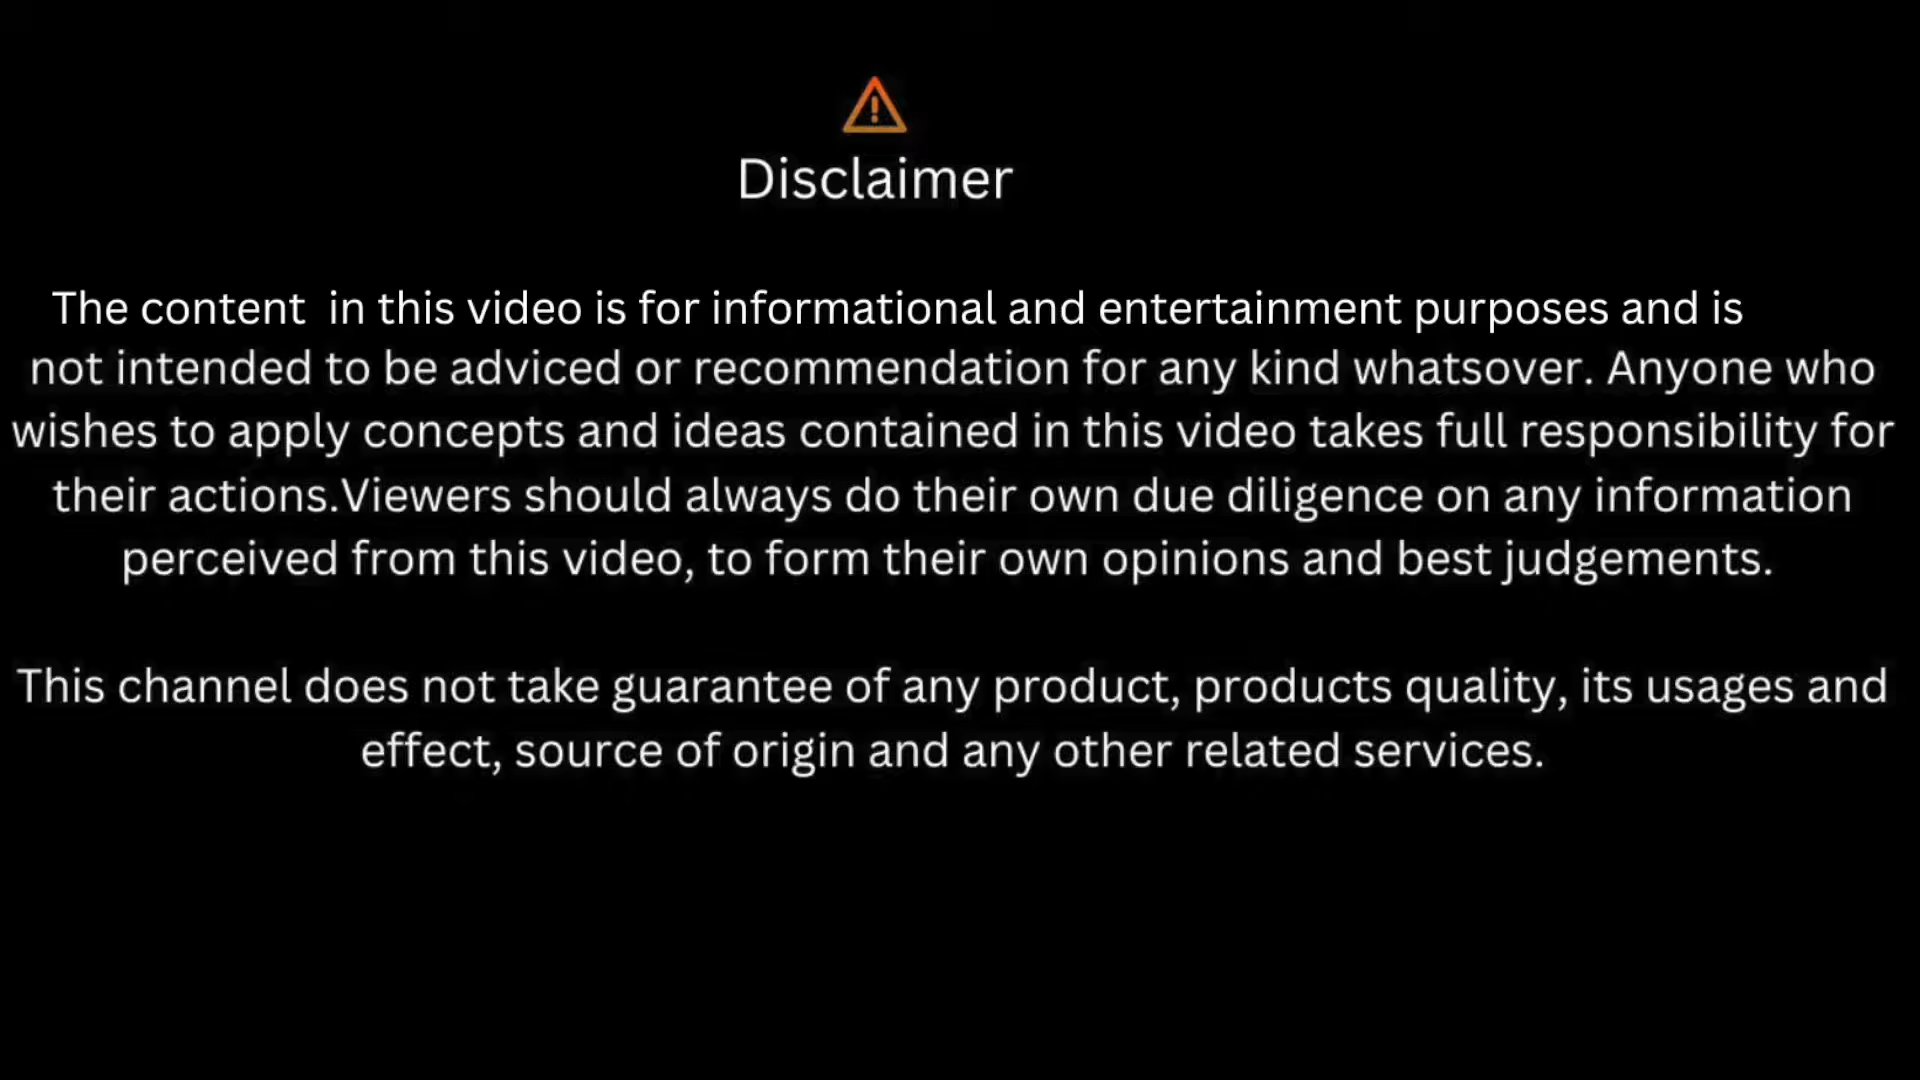 Disclaimer
The content in this video is for informational and entertainment purposes and is
not intended to be adviced or recommendation for any kind whatsover. Anyone who
wishes to apply concepts and ideas contained in this video takes full responsibility for
their actions.Viewers should always do their own due diligence on any information
perceived from this video, to form their own opinions and best judgements.
This channel does not take guarantee of any product, products quality, its usages and
effect, source of origin and any other related services.